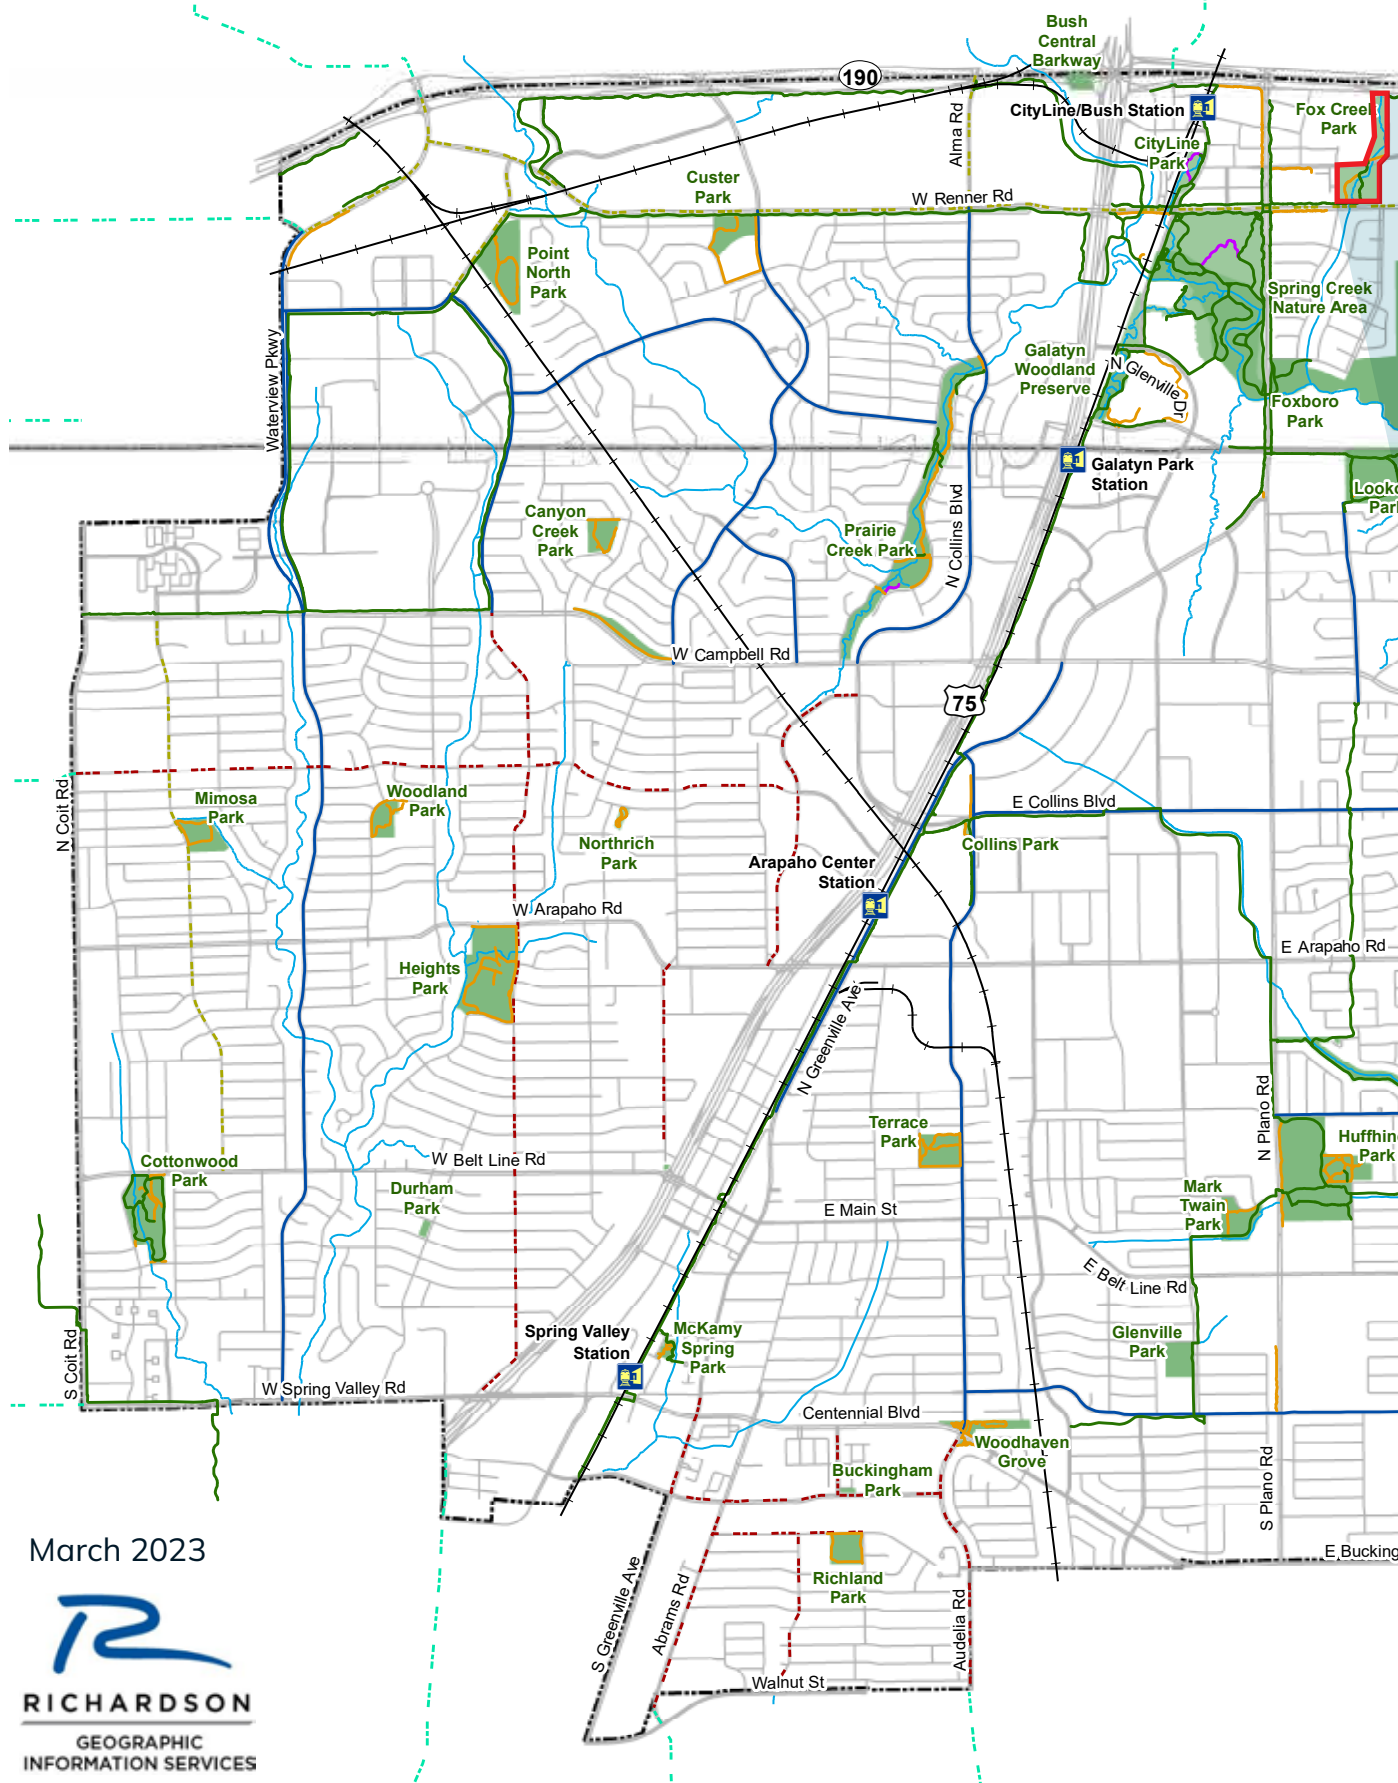 Bush
Central
Barkway
190
CityLine/Bush Station
Fox Creek
Park
Alma Rd
CityLine
Park
Custer
Park
W Renner Rd
Point
North
Park
Spring Creek
Nature Area
Waterview Pkwy
Galatyn
Woodland
Preserve
N Glenville Dr
Foxboro
Park
Galatyn Park
Station
Canyon
Creek
Park
N Collins Blvd
Prairie
Creek Park
W Campbell Rd
75
N Coit Rd
Mimosa
Park
Woodland
Park
E Collins Blvd
Northrich
Park
Collins Park
Arapaho Center
Station
W Arapaho Rd
E Arapaho Rd
Heights
Park
N Greenville Ave
N Plano Rd
Terrace
Park
Park
Cottonwood
Park
W Belt Line Rd
Durham
Park
Mark
Twain
Park
E Main St
E Belt Line Rd
Spring Valley
Station
McKamy
Spring
Park
Glenville
Park
S Coit Rd
W Spring Valley Rd
Centennial Blvd
Woodhaven
Grove
Buckingham
Park
S Plano Rd
March 2023
E Bucking
Richland
Park
S Greenville Ave
Abrams Rd
Audelia Rd
Walnut St
RICHARDSON
GEOGRAPHIC
INFORMATION SERVICES